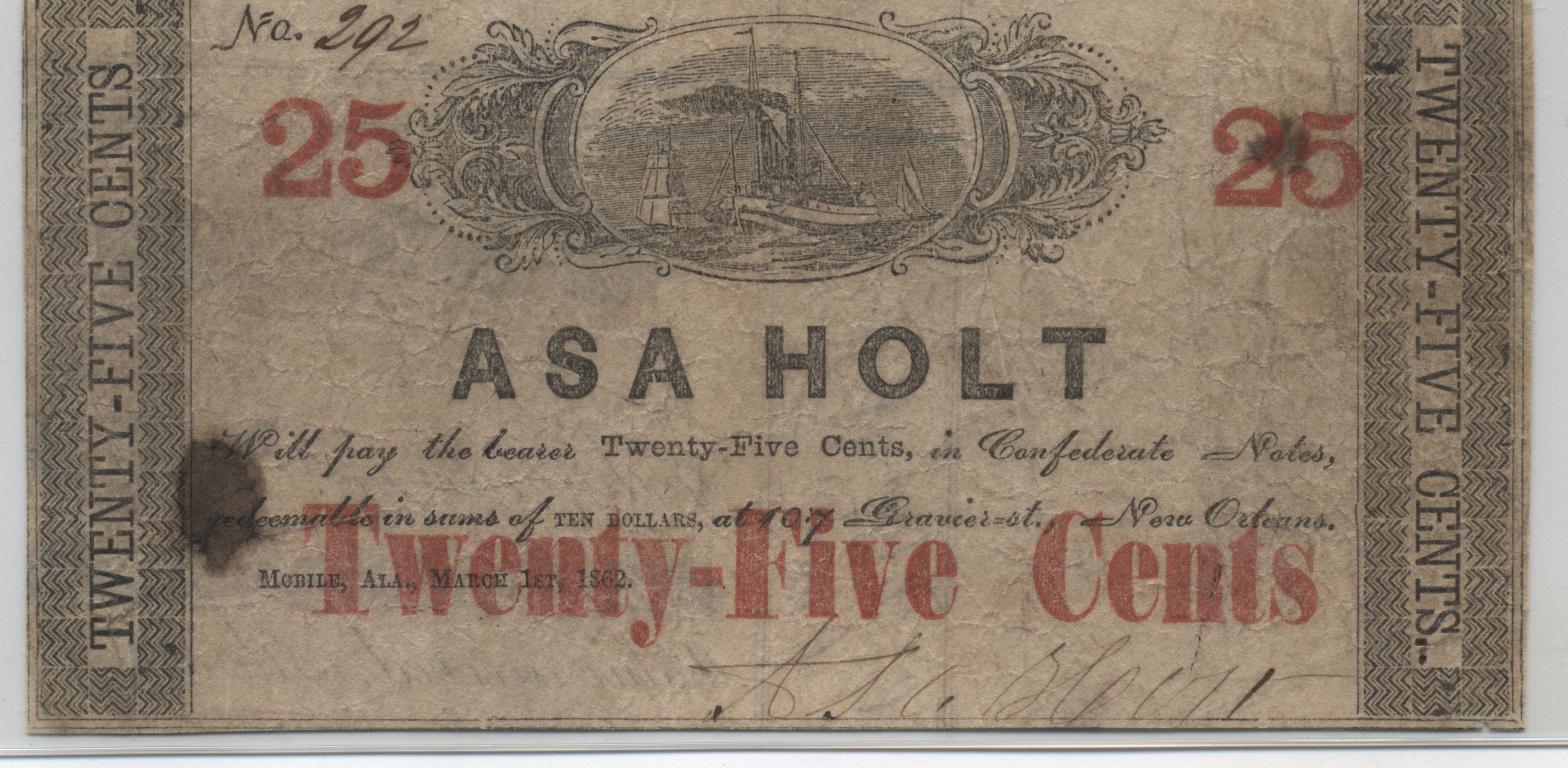 No. 292
25 25
TWENTY-FIVE CENTS
TWENTY-FIVE CENTS.
ASA HOLT
Will pay the bearer Twenty-Five Cents, in Confederate Notes,
redeemable in sums of TEN DOLLARS, at 107 Gravier-st., New Orleans.
Twenty-Five Cents
MOBILE, ALA., MARCH 1ST, 1862.
Asa Holt